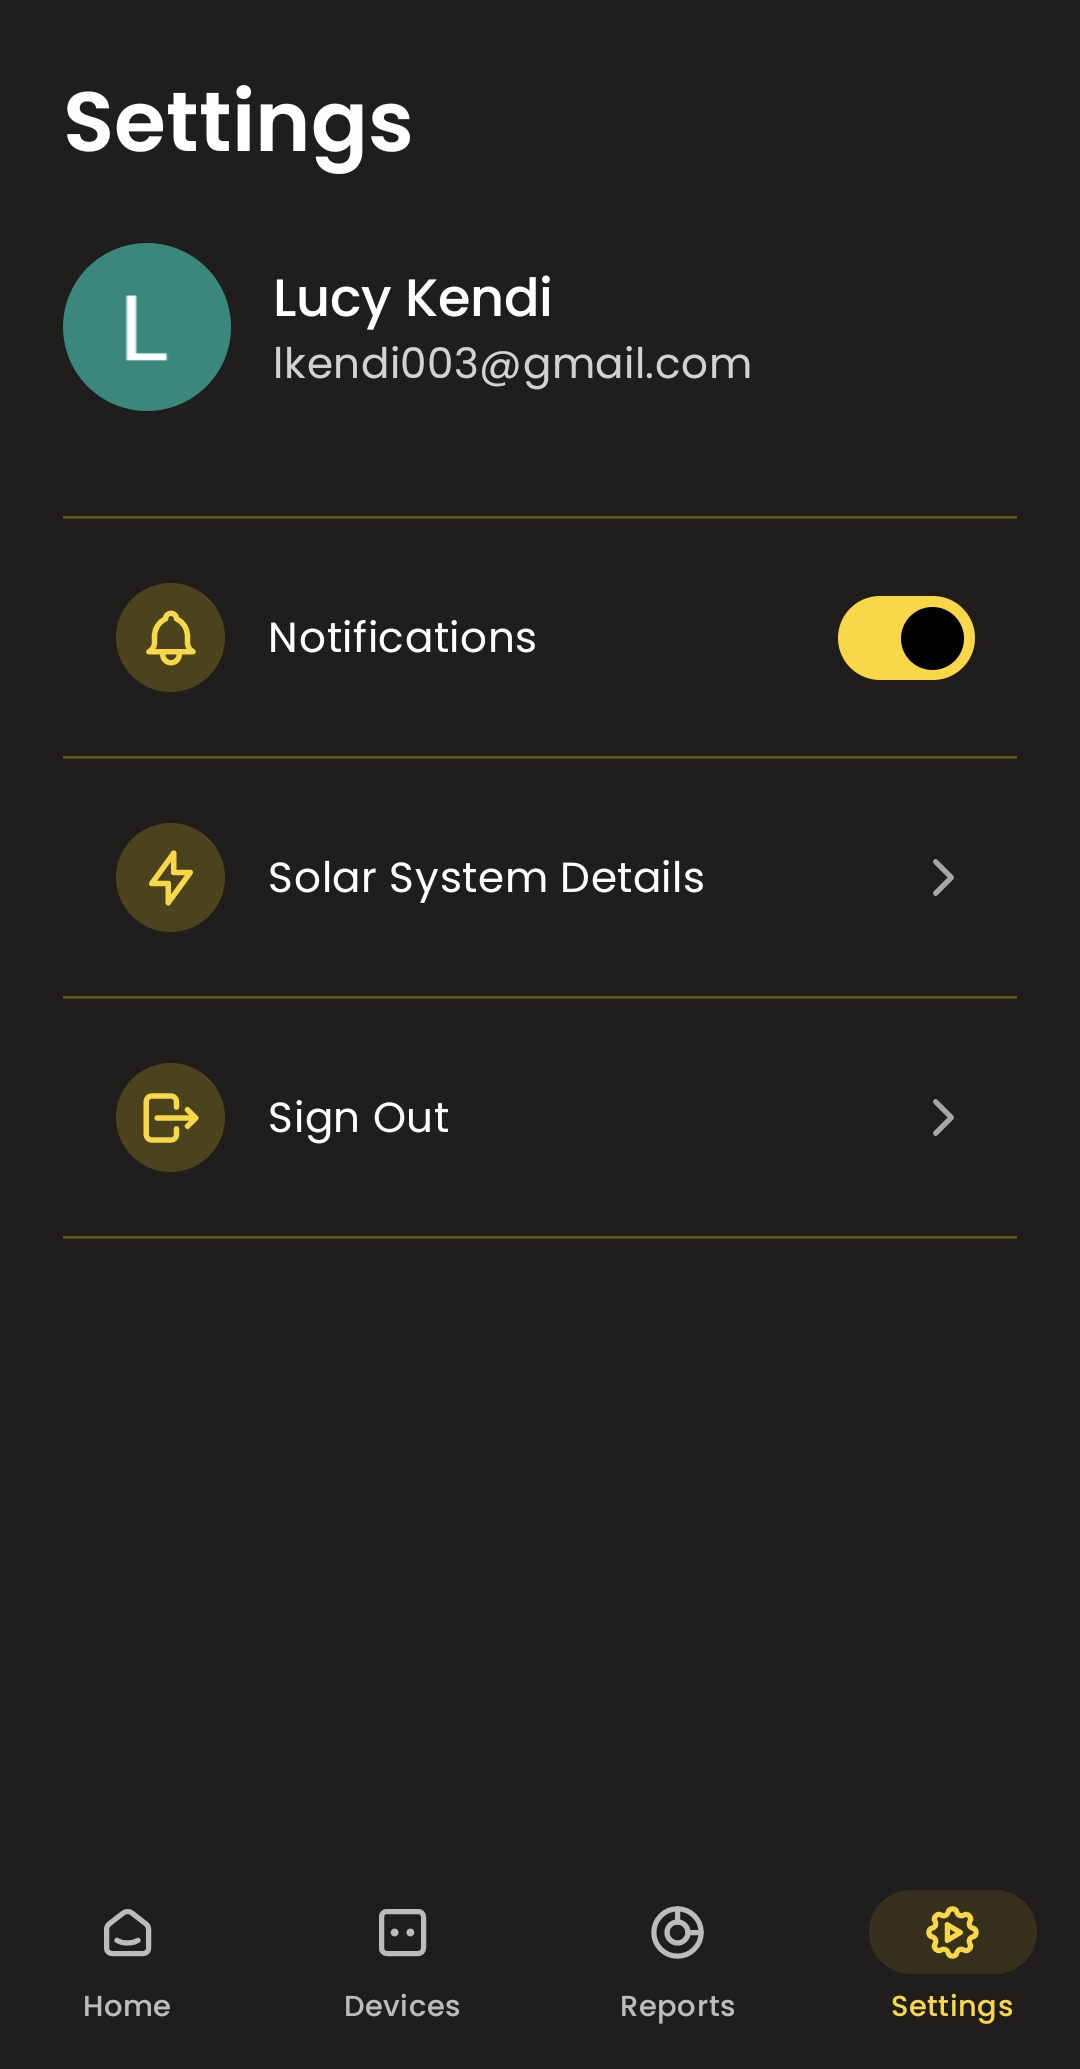 Settings
L
Lucy Kendi
lkendi003@gmail.com
Notifications
Solar System Details
Sign Out
Home
Devices
Reports
Settings